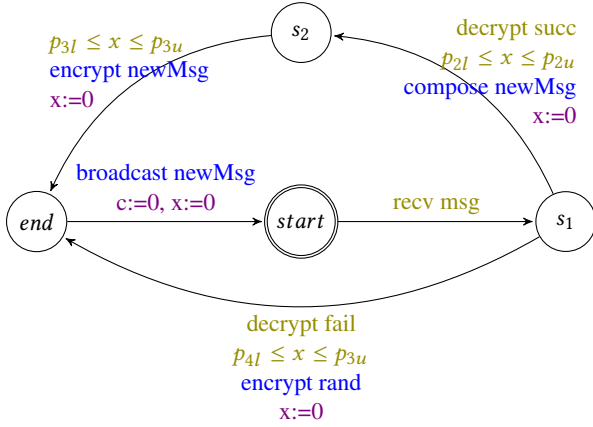 s₂
p₃ₗ ≤ x ≤ p₃ᵤ
encrypt newMsg
x:=0
decrypt succ
p₂ₗ ≤ x ≤ p₂ᵤ
compose newMsg
x:=0
end
broadcast newMsg
c:=0, x:=0
start
recv msg
s₁
decrypt fail
p₄ₗ ≤ x ≤ p₃ᵤ
encrypt rand
x:=0